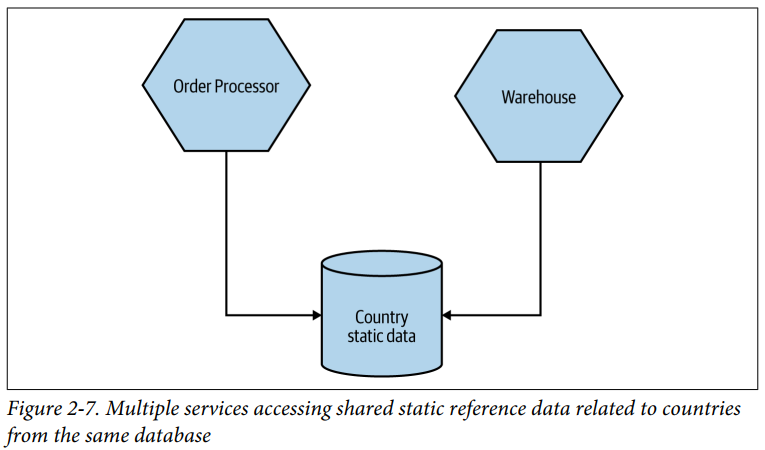 Order Processor
Warehouse
Country
static data
Figure 2-7. Multiple services accessing shared static reference data related to countries
from the same database